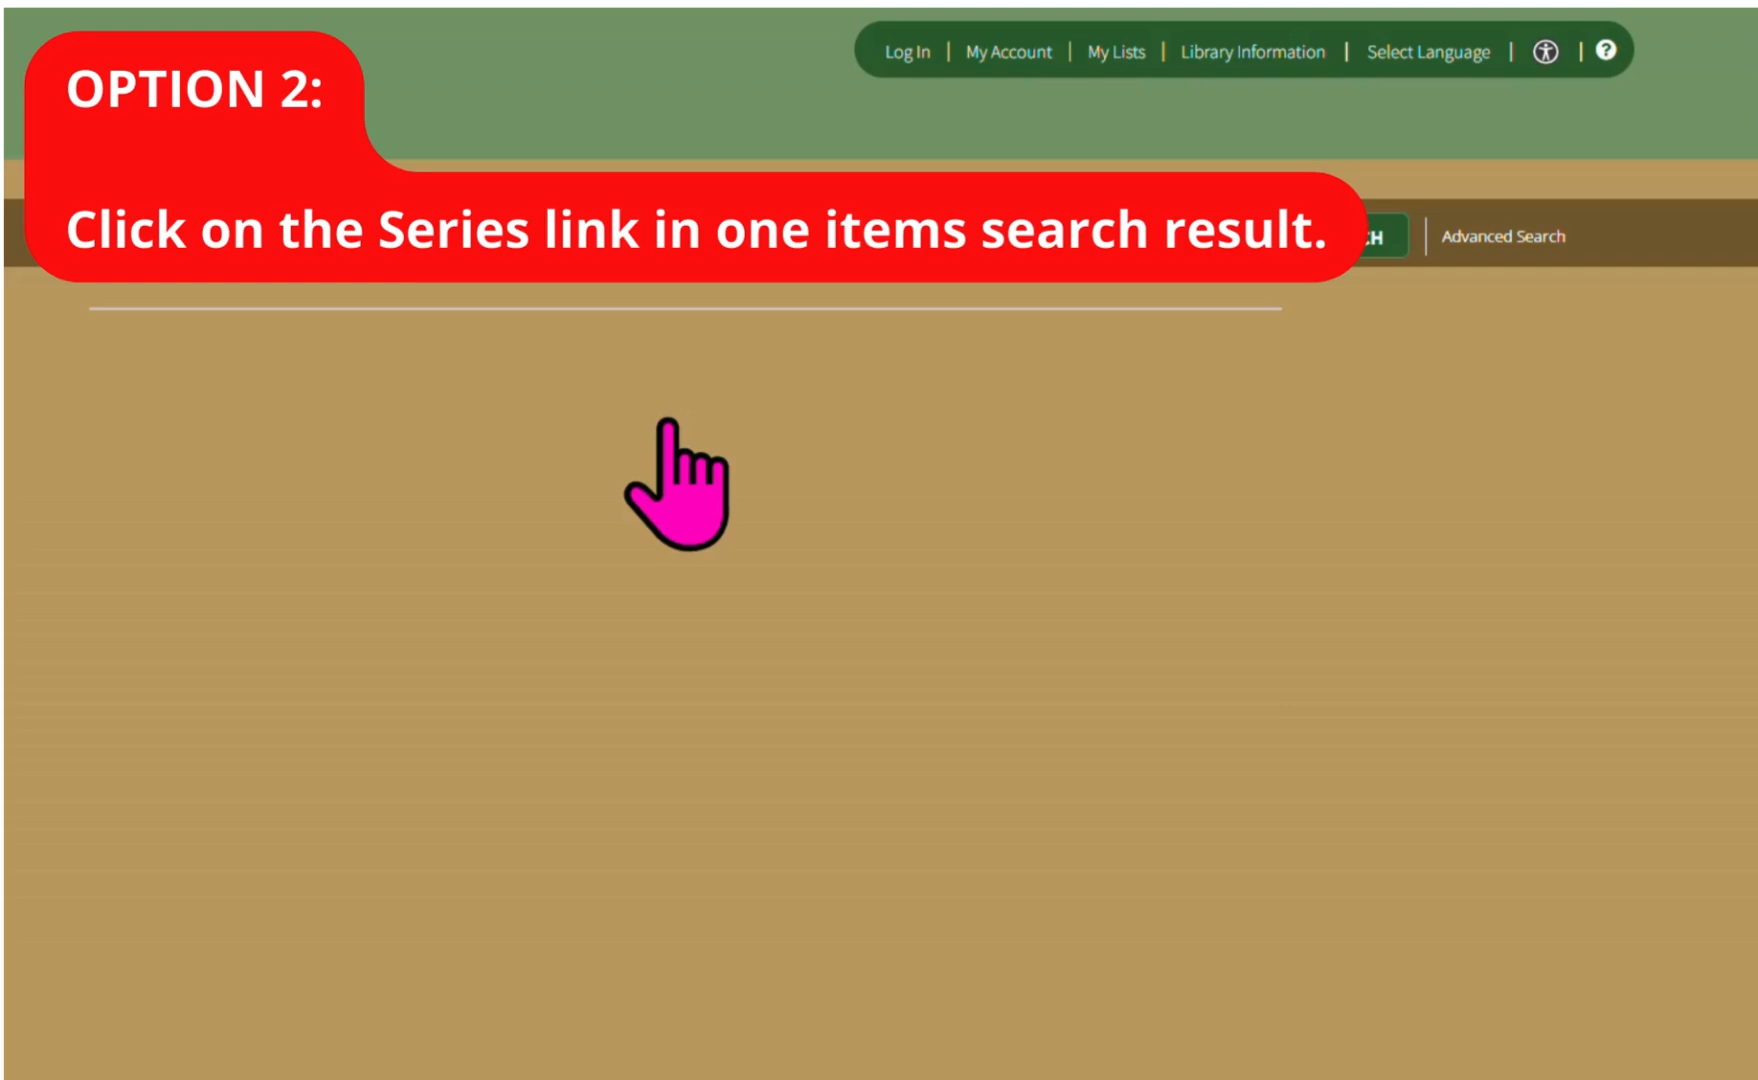 Log In | My Account | My Lists | Library Information | Select Language | ?
OPTION 2:
Click on the Series link in one items search result.
CH
Advanced Search